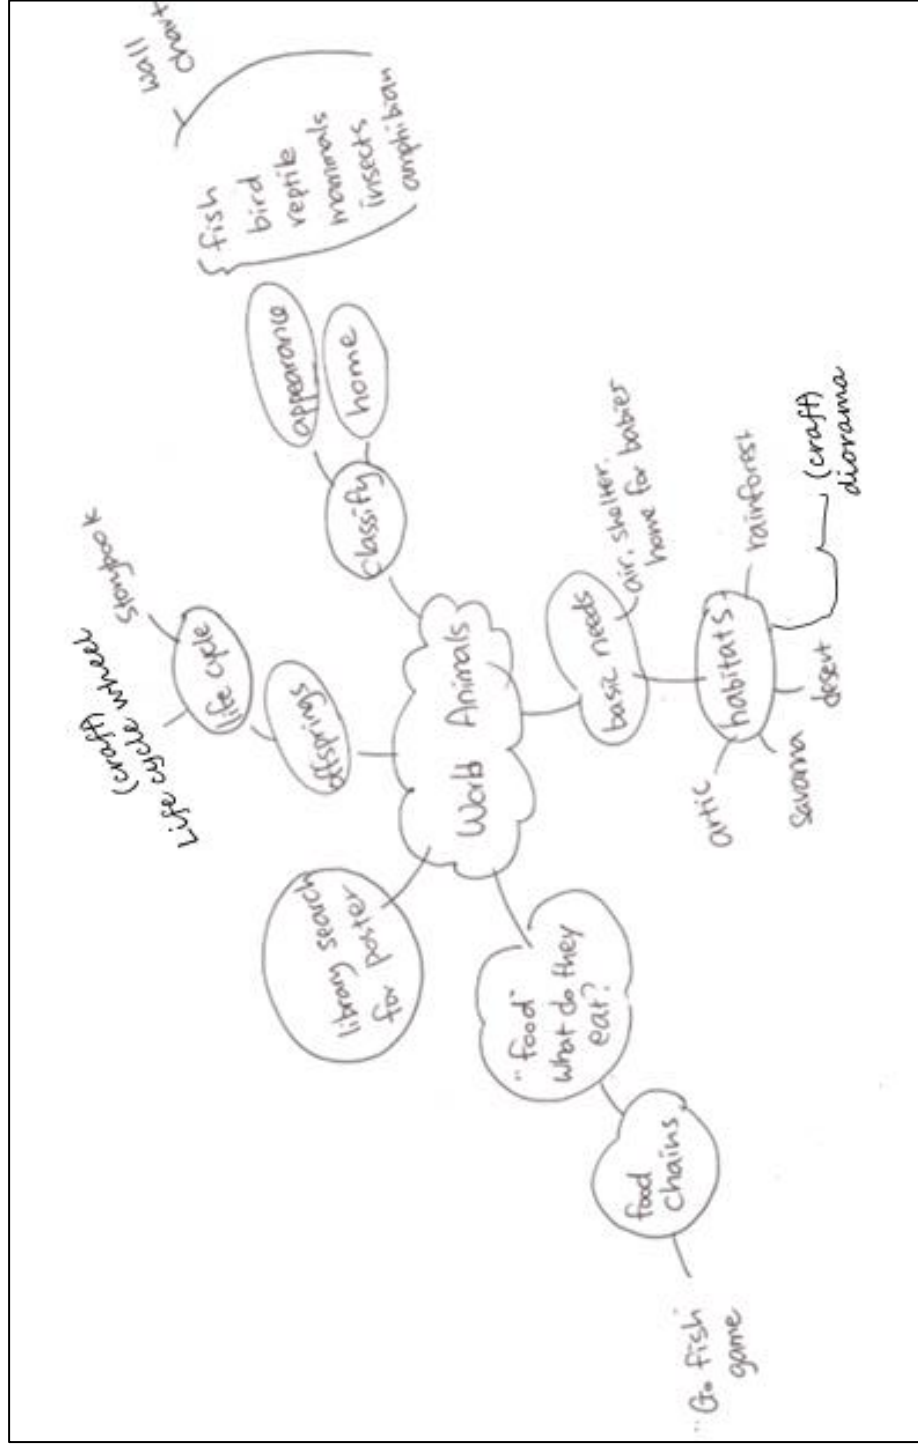 World Animals
library search
for poster
offsprings
life cycle
Storybook
(craft)
Life cycle wheel
Classify
appearance
home
fish
bird
reptile
mammals
insects
amphibian
Wall
Chart
basic needs
air, shelter,
home for babies
habitats
artic
Savanna
desert
rainforest
(craft)
diorama
"food"
What do they
eat?
food
Chains
"Go fish"
game